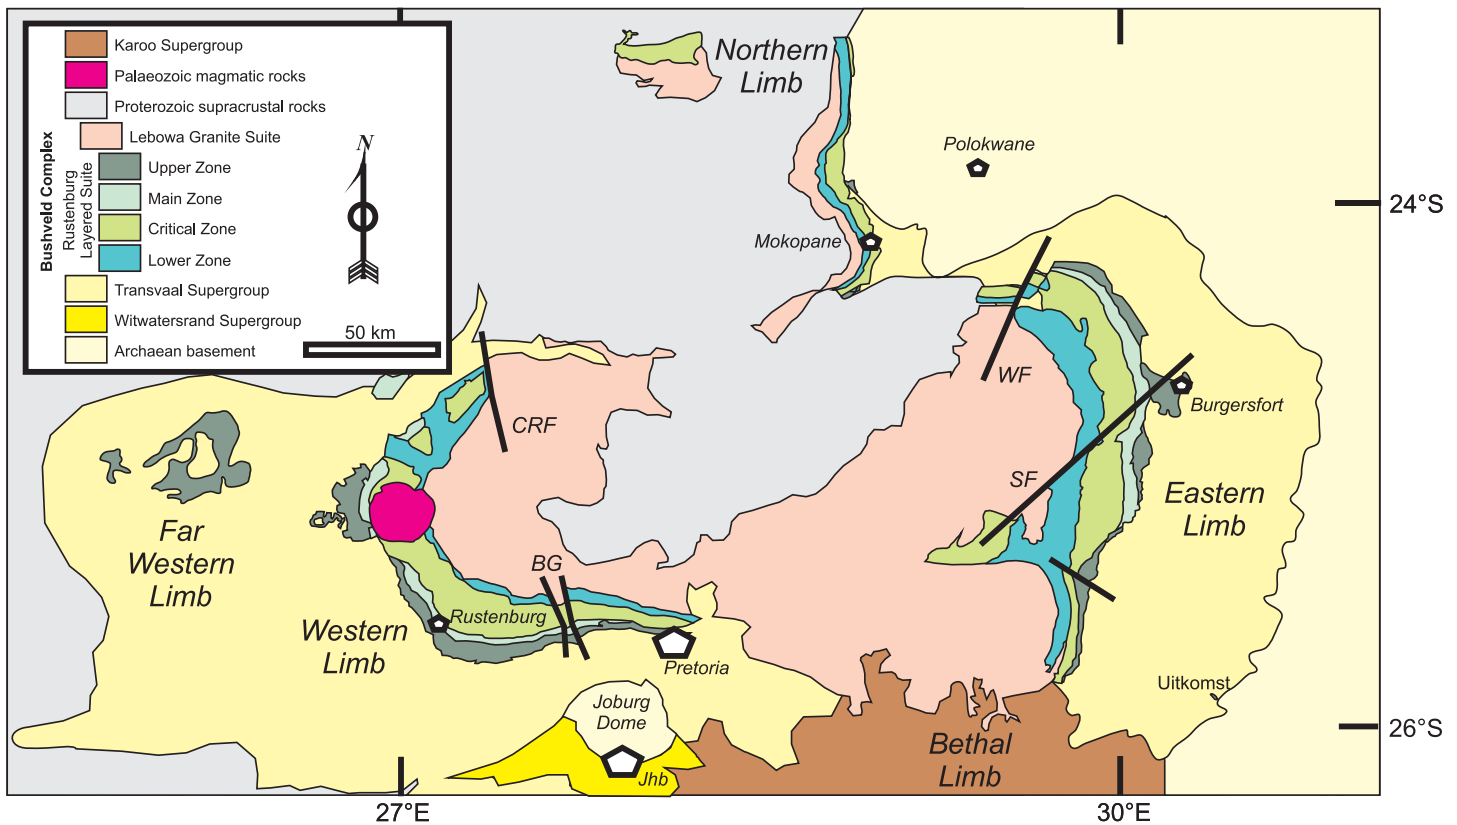 Karoo Supergroup
Palaeozoic magmatic rocks
Proterozoic supracrustal rocks
Lebowa Granite Suite
Upper Zone
Main Zone
Critical Zone
Lower Zone
Transvaal Supergroup
Witwatersrand Supergroup
Archaean basement
Bushveld Complex
Rustenburg
Layered Suite
N
50 km
Northern
Limb
Polokwane
24°S
Mokopane
WF
Burgersfort
CRF
SF
Eastern
Limb
Far
Western
Limb
BG
Rustenburg
Western
Limb
Pretoria
Uitkomst
Joburg
Dome
26°S
Bethal
Limb
Jhb
27°E
30°E